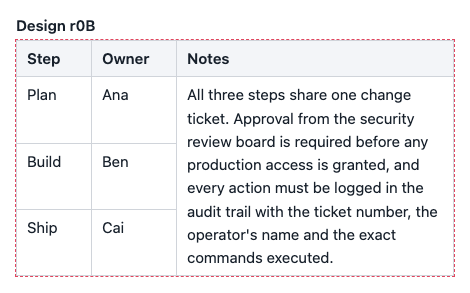 Design r0B
Step Owner Notes
Plan Ana All three steps share one change
ticket. Approval from the security
review board is required before any
Build Ben production access is granted, and
every action must be logged in the
audit trail with the ticket number, the
Ship Cai operator's name and the exact
commands executed.